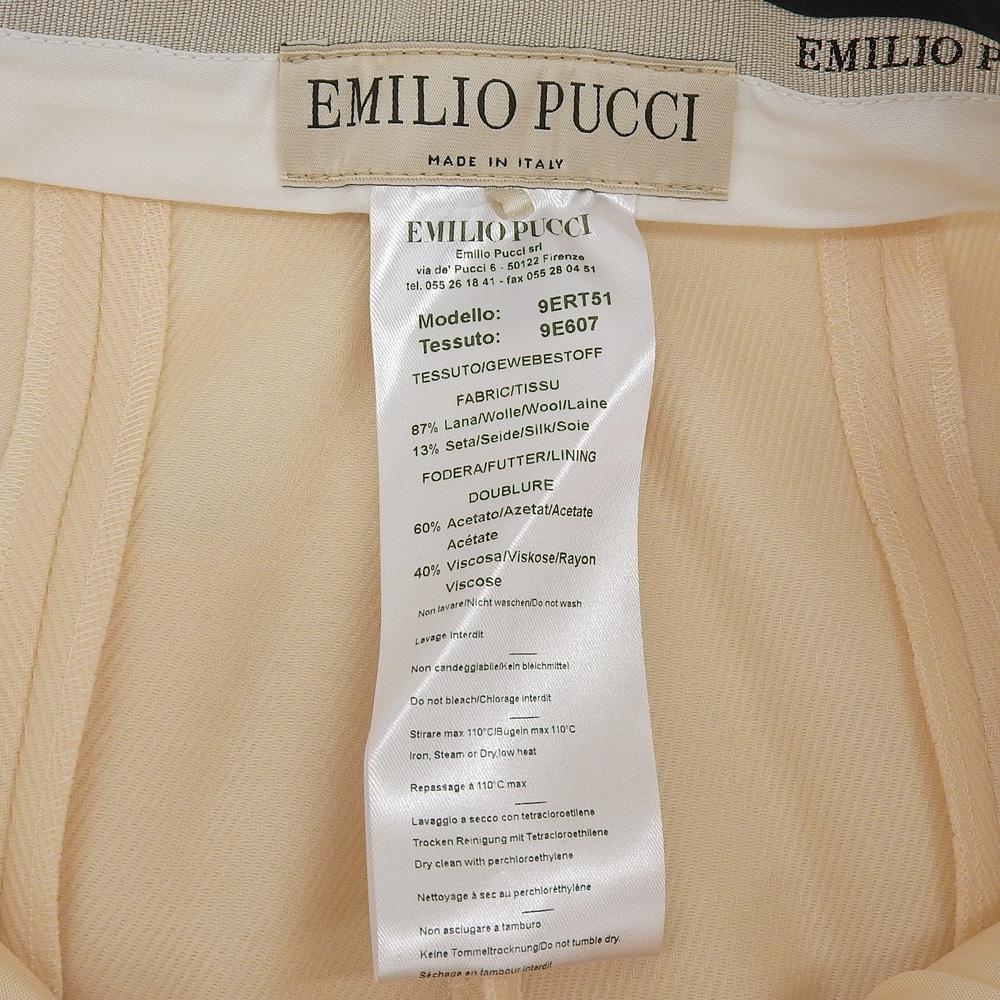 EMILIO P
EMILIO PUCCI
MADE IN ITALY
EMILIO PUCCI
Emilio Pucci srl
via de' Pucci 6 - 50122 Firenze
tel. 055 26 18 41 - fax 055 28 04 51
Modello: 9ERT51
Tessuto: 9E607
TESSUTO/GEWEBESTOFF
FABRIC/TISSU
87% Lana/Wolle/Wool/Laine
13% Seta/Seide/Silk/Soie
FODERA/FUTTER/LINING
DOUBLURE
60% Acetato/Azetat/Acetate
Acétate
40% Viscosa/Viskose/Rayon
Viscose
Non lavare/Nicht waschen/Do not wash
Lavage interdit
Non candeggiabile/Kein bleichmittel
Do not bleach/Chlorage interdit
Stirare max 110°C/Bügeln max 110°C
Iron, Steam or Dry,low heat
Repassage à 110°C max
Lavaggio a secco con tetracloroetilene
Trocken Reinigung mit Tetracloroethilene
Dry clean with perchloroethylene
Nettoyage à sec au perchloréthylène
Non asciugare a tamburo
Keine Tommeltrocknung/Do not tumble dry.
Séchage en tambour interdit